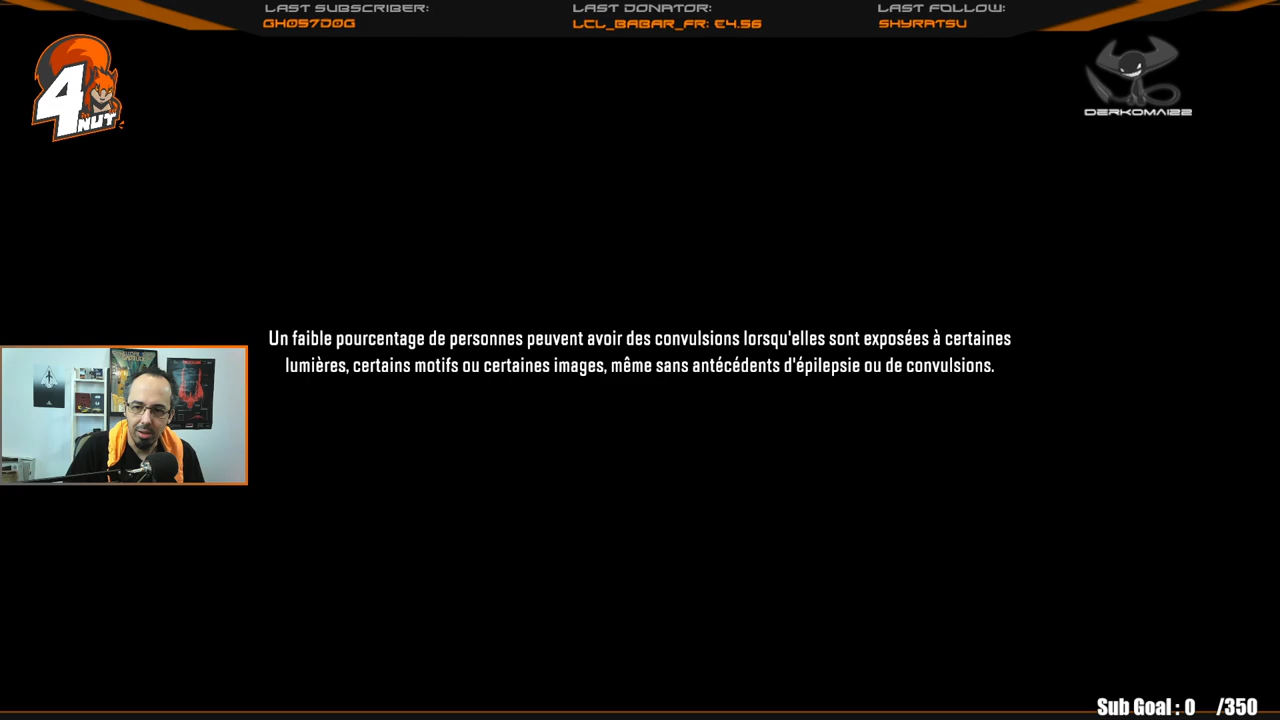 LAST SUBSCRIBER:
GH0S7D0G
LAST DONATOR:
LCL_BABAR_FR: €4.56
LAST FOLLOW:
SHYRATSU
4
NUT
DERKOMAI22
Un faible pourcentage de personnes peuvent avoir des convulsions lorsqu'elles sont exposées à certaines
lumières, certains motifs ou certaines images, même sans antécédents d'épilepsie ou de convulsions.
Sub Goal : 0 /350